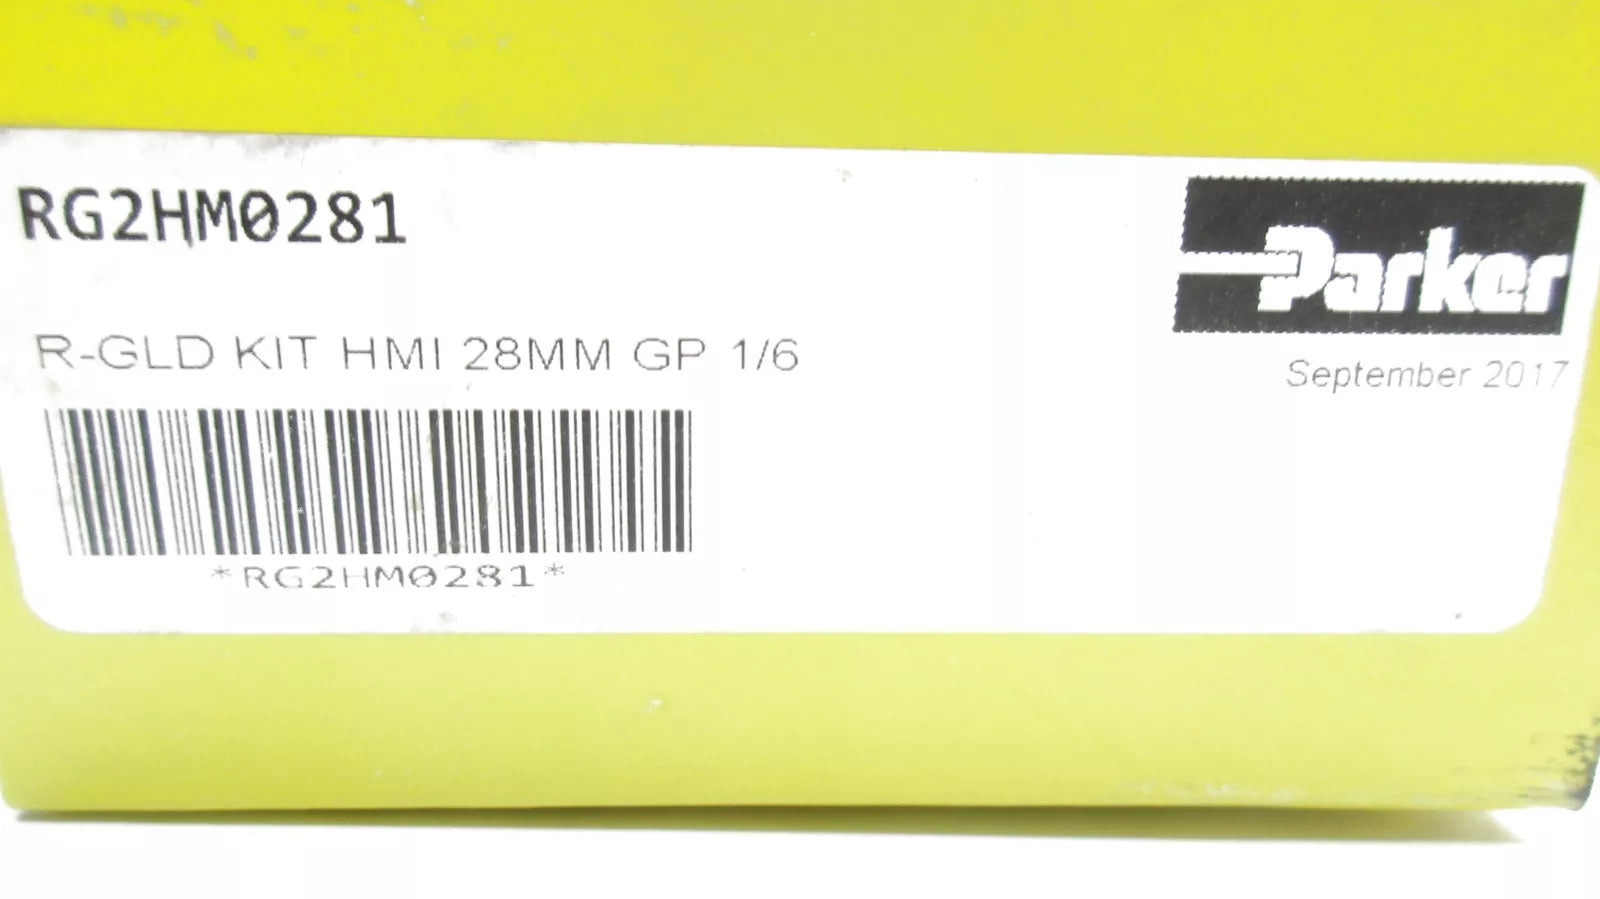 RG2HM0281
Parker
R-GLD KIT HMI 28MM GP 1/6
September 2017
*RG2HM0281*